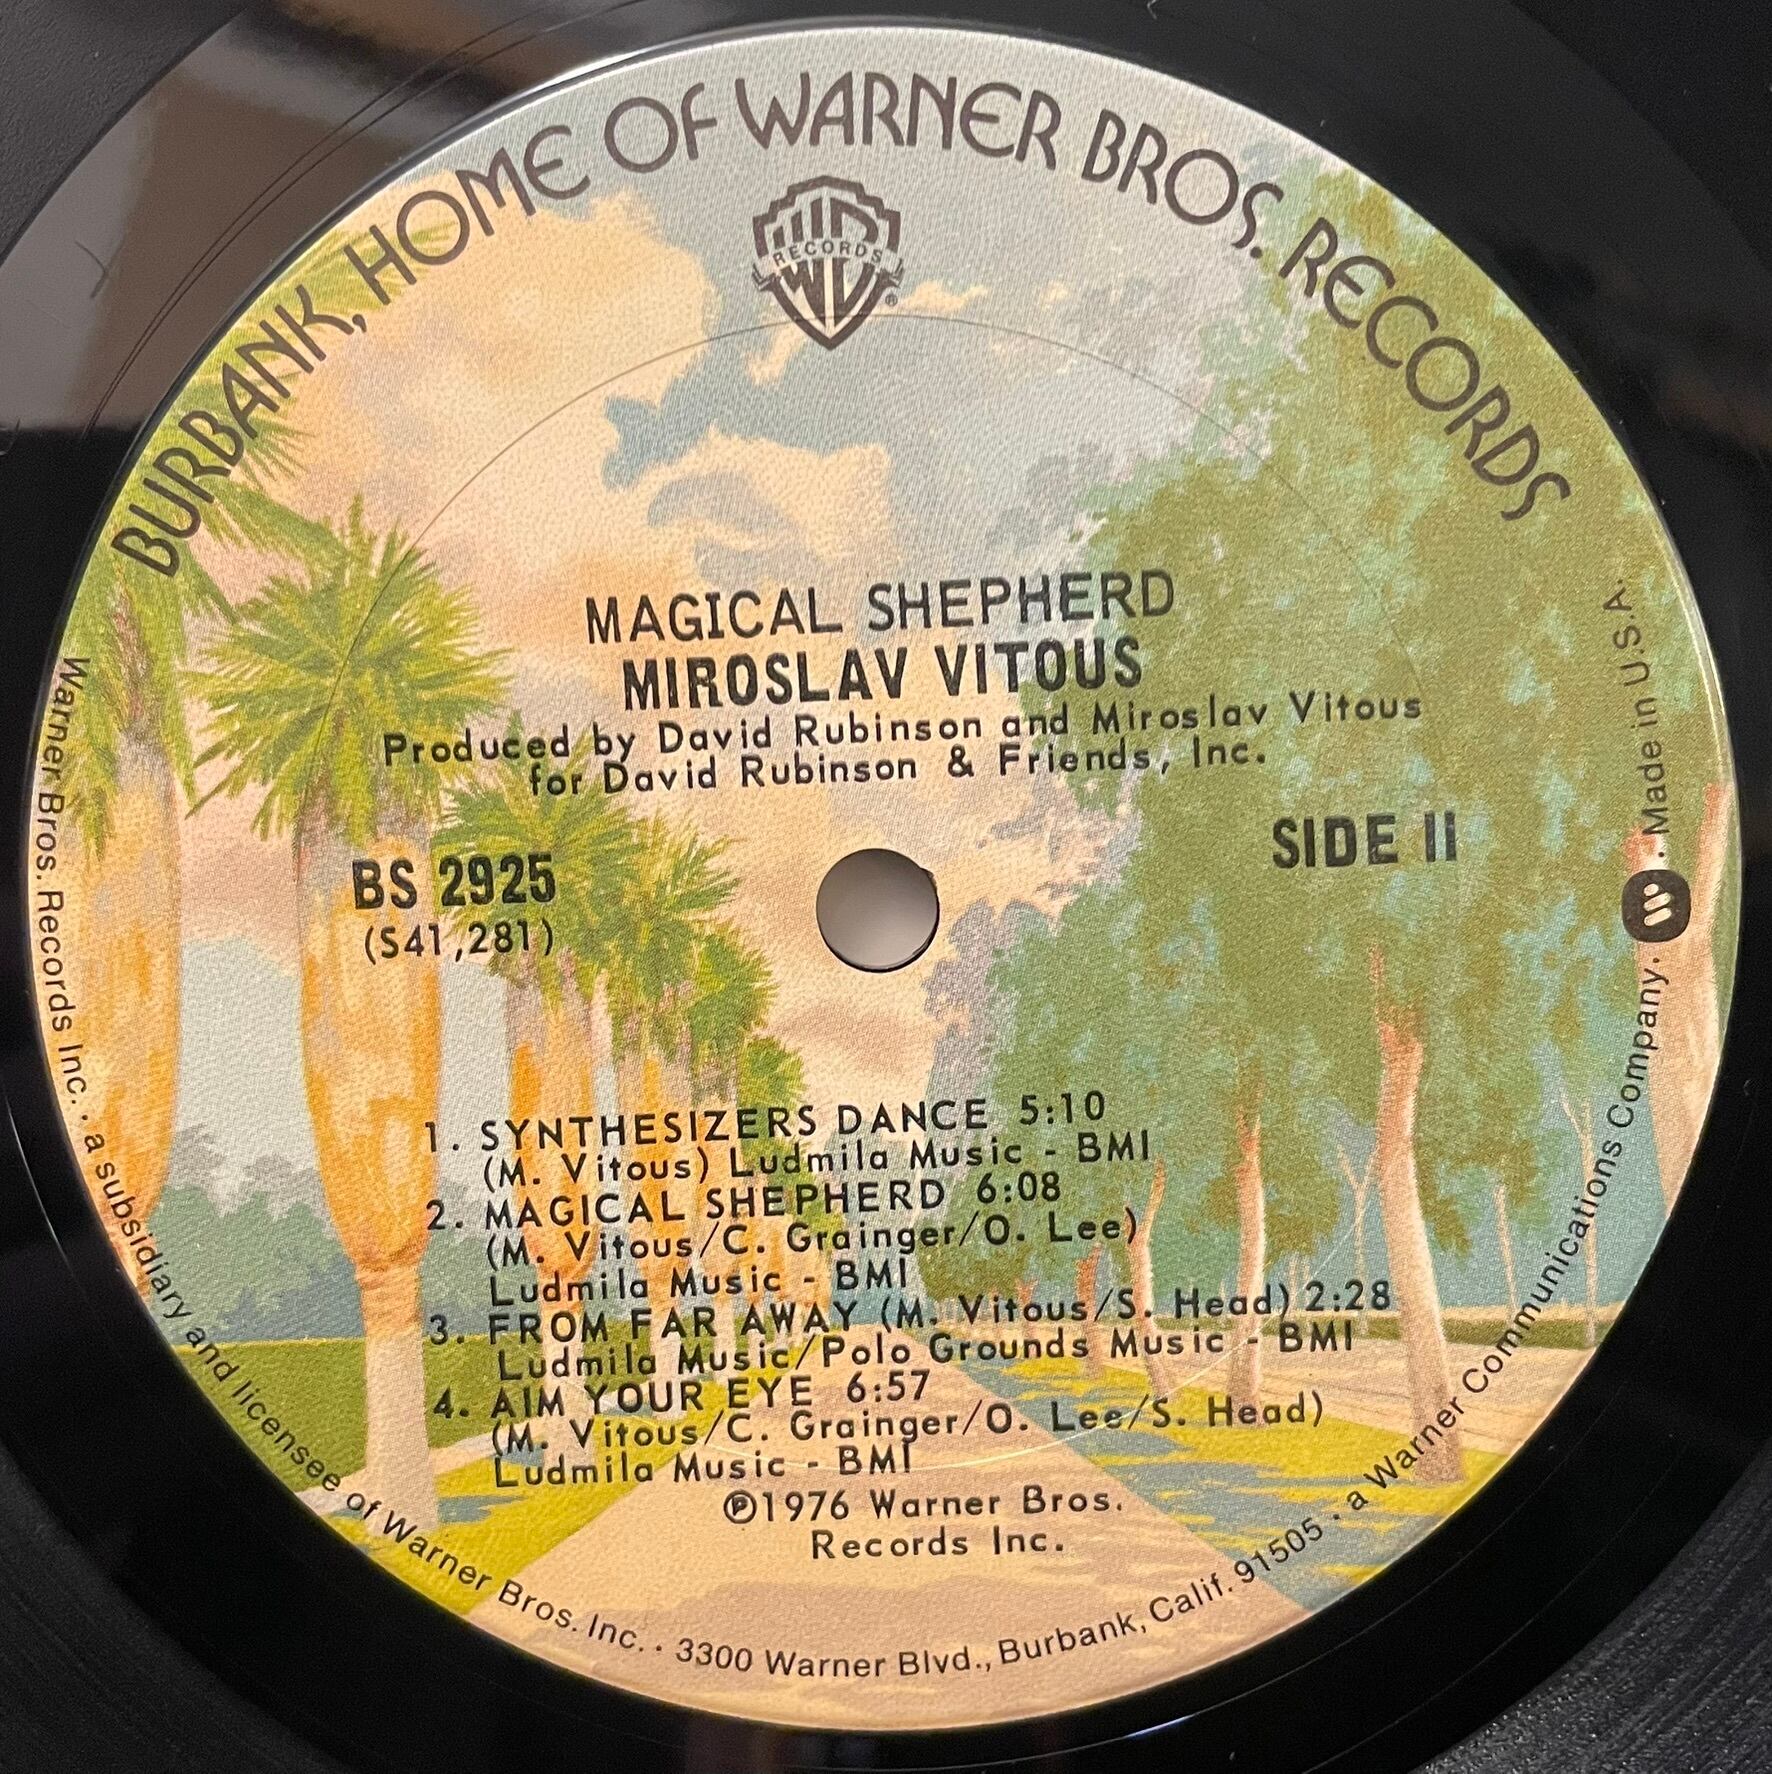 BURBANK, HOME OF WARNER BROS. RECORDS
RECORDS
®
MAGICAL SHEPHERD
MIROSLAV VITOUS
Produced by David Rubinson and Miroslav Vitous
for David Rubinson & Friends, Inc.
SIDE II
BS 2925
(S41,281)
1. SYNTHESIZERS DANCE 5:10
(M. Vitous) Ludmila Music - BMI
2. MAGICAL SHEPHERD 6:08
(M. Vitous/C. Grainger/O. Lee)
Ludmila Music - BMI
3. FROM FAR AWAY (M. Vitous/S. Head) 2:28
Ludmila Music/Polo Grounds Music - BMI
4. AIM YOUR EYE 6:57
(M. Vitous/C. Grainger/O. Lee/S. Head)
Ludmila Music - BMI
℗1976 Warner Bros.
Records Inc.
Warner Bros. Records Inc. • a subsidiary and licensee of Warner Bros. Inc. • 3300 Warner Blvd., Burbank, Calif. 91505 • a Warner Communications Company. • Made in U.S.A.